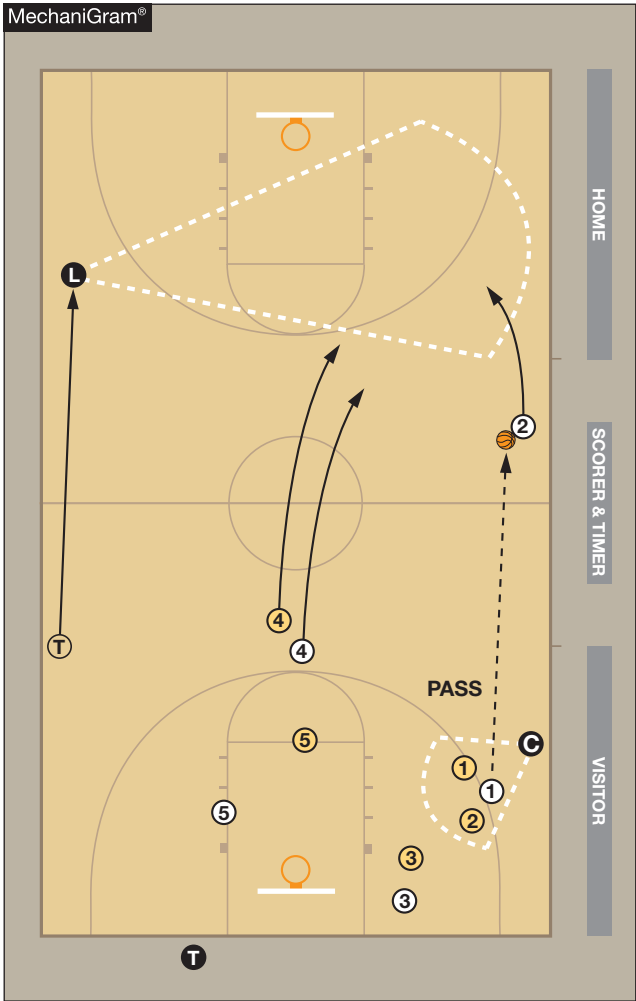 MechaniGram®
HOME
L
2
SCORER & TIMER
4
T
4
PASS
5
C
1
1
VISITOR
5
2
3
3
T